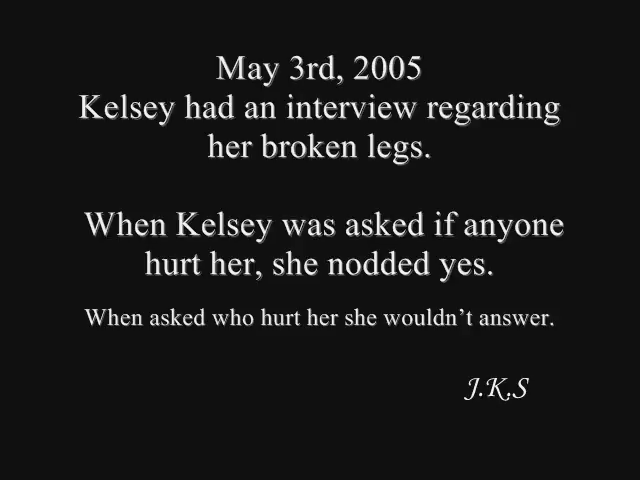 May 3rd, 2005
Kelsey had an interview regarding
her broken legs.
When Kelsey was asked if anyone
hurt her, she nodded yes.
When asked who hurt her she wouldn’t answer.
J.K.S